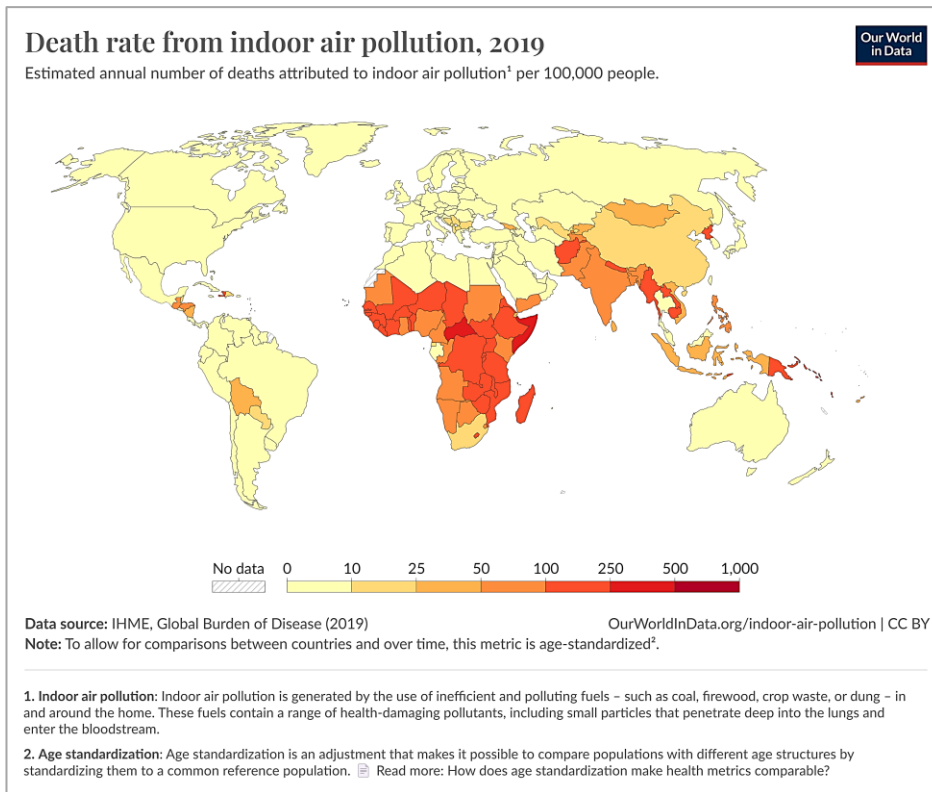 Death rate from indoor air pollution, 2019
Our World
in Data
Estimated annual number of deaths attributed to indoor air pollution¹ per 100,000 people.
No data
0 10 25 50 100 250 500 1,000
Data source: IHME, Global Burden of Disease (2019)
OurWorldInData.org/indoor-air-pollution | CC BY
Note: To allow for comparisons between countries and over time, this metric is age-standardized².
1. Indoor air pollution: Indoor air pollution is generated by the use of inefficient and polluting fuels – such as coal, firewood, crop waste, or dung – in
and around the home. These fuels contain a range of health-damaging pollutants, including small particles that penetrate deep into the lungs and
enter the bloodstream.
2. Age standardization: Age standardization is an adjustment that makes it possible to compare populations with different age structures by
standardizing them to a common reference population. Read more: How does age standardization make health metrics comparable?